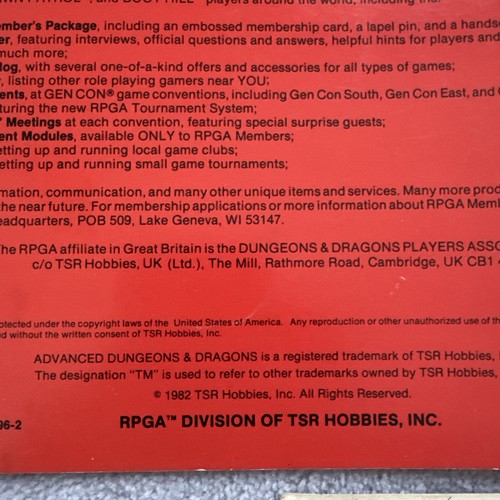 players around the world, including the:
ember's Package, including an embossed membership card, a lapel pin, and a hands
er, featuring interviews, official questions and answers, helpful hints for players and
much more;
log, with several one-of-a-kind offers and accessories for all types of games;
, listing other role playing gamers near YOU;
ents, at GEN CON® game conventions, including Gen Con South, Gen Con East, and
turing the new RPGA Tournament System;
' Meetings at each convention, featuring special surprise guests;
ent Modules, available ONLY to RPGA Members;
etting up and running local game clubs;
etting up and running small game tournaments;
mation, communication, and many other unique items and services. Many more prod
the near future. For membership applications or more information about RPGA Mem
eadquarters, POB 509, Lake Geneva, WI 53147.
The RPGA affiliate in Great Britain is the DUNGEONS & DRAGONS PLAYERS ASSO
c/o TSR Hobbies, UK (Ltd.), The Mill, Rathmore Road, Cambridge, UK CB1 4
otected under the copyright laws of the United States of America. Any reproduction or other unauthorized use of the
ed without the written consent of TSR Hobbies, Inc.
ADVANCED DUNGEONS & DRAGONS is a registered trademark of TSR Hobbies,
The designation "TM" is used to refer to other trademarks owned by TSR Hobbies,
© 1982 TSR Hobbies, Inc. All Rights Reserved.
96-2
RPGA™ DIVISION OF TSR HOBBIES, INC.